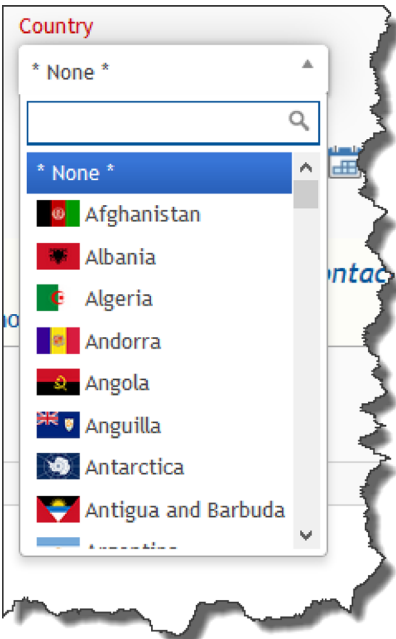 Country
* None *
* None *
Afghanistan
Albania
Algeria
Andorra
Angola
Anguilla
Antarctica
Antigua and Barbuda